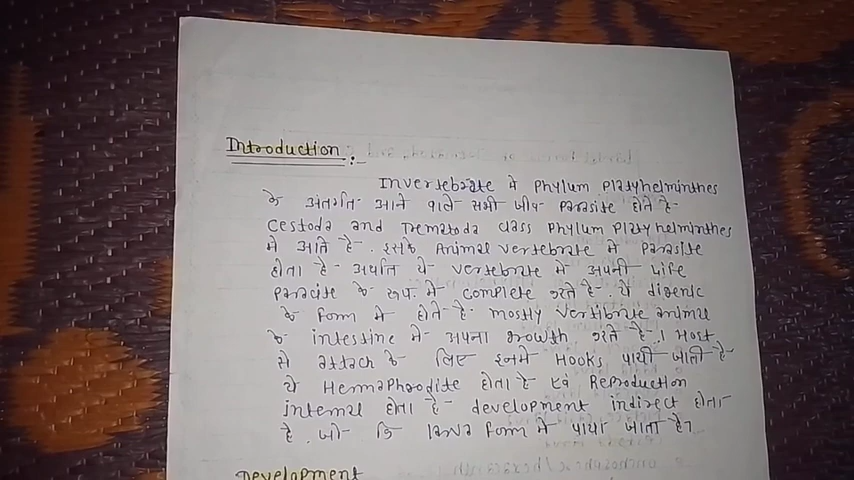 Introduction :-
Invertebrate मे Phylum Platyhelminthes
के अंतर्गत आने वाले सभी जीव Parasite होते है-
Cestoda and Trematoda class Phylum Platyhelminthes
मे आते है. इसके Animal vertebrate मे Parasite
होता है- अर्थात ये vertebrate मे अपनी Life
Paracite के रूप मे complete करते है- ये digenic
के form मे होते है- mostly vertibrate animal
के intestine मे अपना Growth करते है.। Host
से attach के लिए इनमे Hooks पायी जाती है-
ये Hermaphrodite होता है- एवं Reproduction
internal होता है- development indirect होता
है. जो- कि larva form मे पाया जाता है।
Development